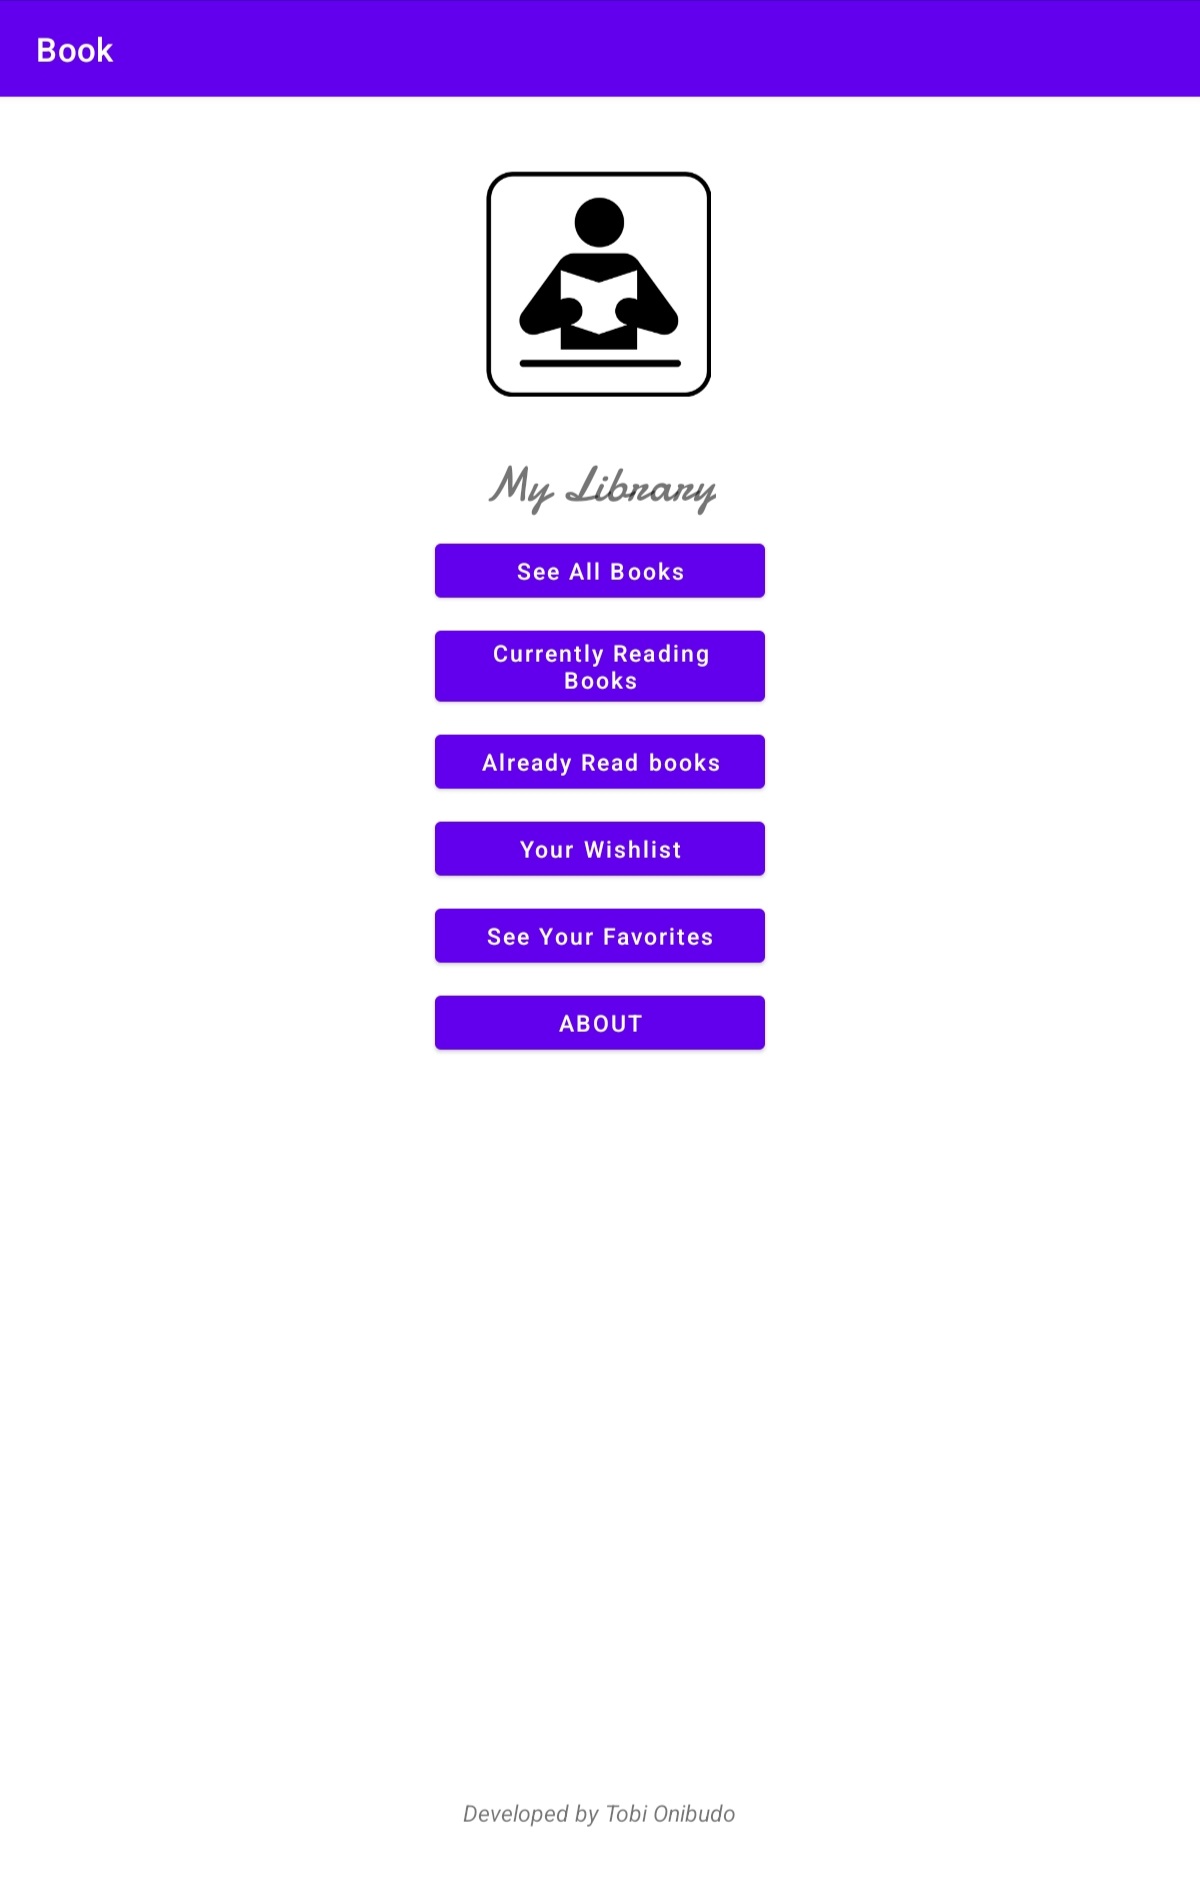 Book
My Library
See All Books
Currently Reading
Books
Already Read books
Your Wishlist
See Your Favorites
ABOUT
Developed by Tobi Onibudo